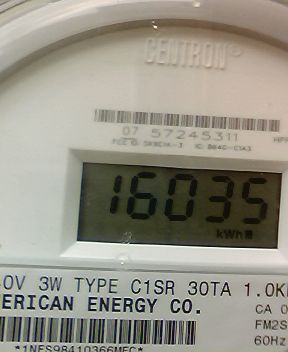 CENTRON®
07 57245311
16035
kWh
0V 3W TYPE C1SR 30TA 1.0K
ERICAN ENERGY CO.
CA 0
FM2S
60Hz
*1NES98410366MEC*